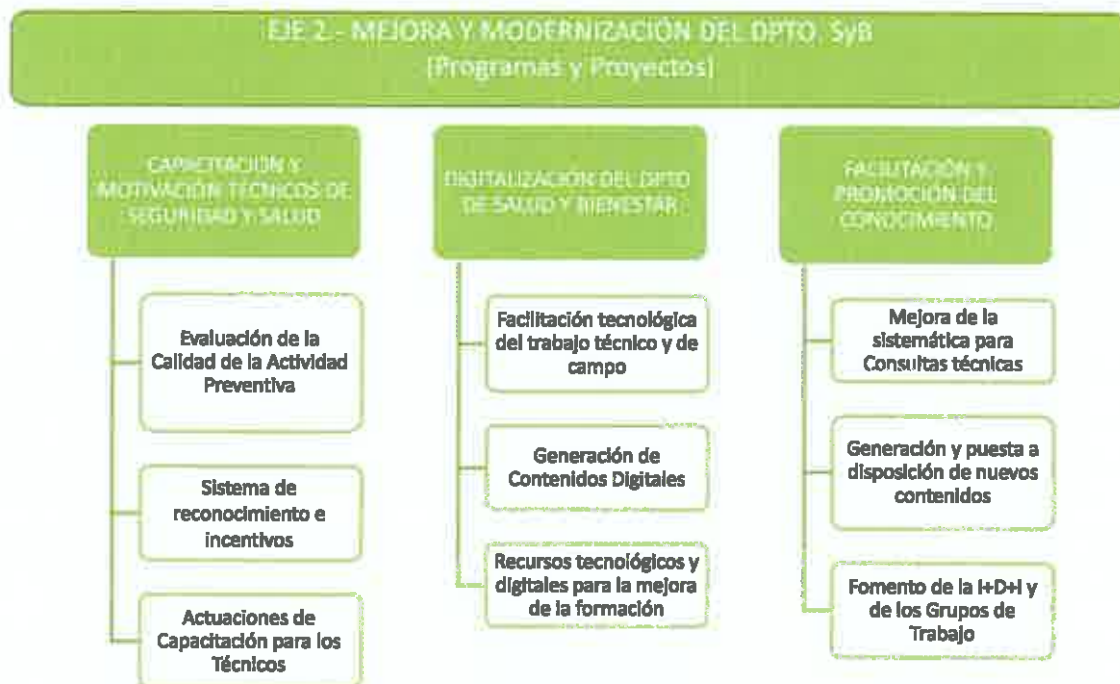 EJE 2.- MEJORA Y MODERNIZACIÓN DEL DPTO. SyB
(Programas y Proyectos)
CAPACITACIÓN Y
MOTIVACIÓN TÉCNICOS DE
SEGURIDAD Y SALUD
Evaluación de la
Calidad de la Actividad
Preventiva
Sistema de
reconocimiento e
incentivos
Actuaciones de
Capacitación para los
Técnicos
DIGITALIZACIÓN DEL DPTO
DE SALUD Y BIENESTAR
Facilitación tecnológica
del trabajo técnico y de
campo
Generación de
Contenidos Digitales
Recursos tecnológicos y
digitales para la mejora
de la formación
FACILITACIÓN Y
PROMOCIÓN DEL
CONOCIMIENTO
Mejora de la
sistemática para
Consultas técnicas
Generación y puesta a
disposición de nuevos
contenidos
Fomento de la I+D+I y
de los Grupos de
Trabajo